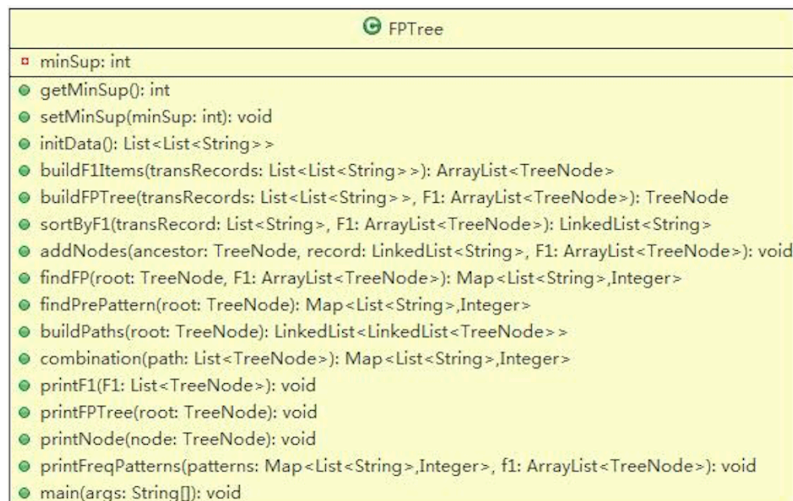 FPTree
minSup: int
getMinSup(): int
setMinSup(minSup: int): void
initData(): List<List<String>>
buildF1Items(transRecords: List<List<String>>): ArrayList<TreeNode>
buildFPTree(transRecords: List<List<String>>, F1: ArrayList<TreeNode>): TreeNode
sortByF1(transRecord: List<String>, F1: ArrayList<TreeNode>): LinkedList<String>
addNodes(ancestor: TreeNode, record: LinkedList<String>, F1: ArrayList<TreeNode>): void
findFP(root: TreeNode, F1: ArrayList<TreeNode>): Map<List<String>,Integer>
findPrePattern(root: TreeNode): Map<List<String>,Integer>
buildPaths(root: TreeNode): LinkedList<LinkedList<TreeNode>>
combination(path: List<TreeNode>): Map<List<String>,Integer>
printF1(F1: List<TreeNode>): void
printFPTree(root: TreeNode): void
printNode(node: TreeNode): void
printFreqPatterns(patterns: Map<List<String>,Integer>, f1: ArrayList<TreeNode>): void
main(args: String[]): void